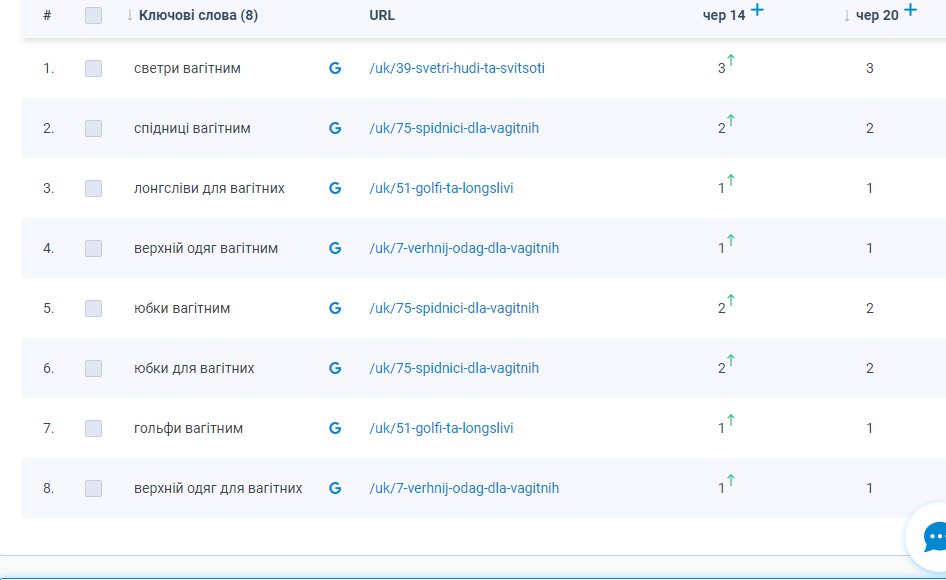 # ↓ Ключові слова (8) URL чер 14 + ↓ чер 20 +
1. светри вагітним G /uk/39-svetri-hudi-ta-svitsoti 3↑ 3
2. спідниці вагітним G /uk/75-spidnici-dla-vagitnih 2↑ 2
3. лонгсліви для вагітних G /uk/51-golfi-ta-longslivi 1↑ 1
4. верхній одяг вагітним G /uk/7-verhnij-odag-dla-vagitnih 1↑ 1
5. юбки вагітним G /uk/75-spidnici-dla-vagitnih 2↑ 2
6. юбки для вагітних G /uk/75-spidnici-dla-vagitnih 2↑ 2
7. гольфи вагітним G /uk/51-golfi-ta-longslivi 1↑ 1
8. верхній одяг для вагітних G /uk/7-verhnij-odag-dla-vagitnih 1↑ 1